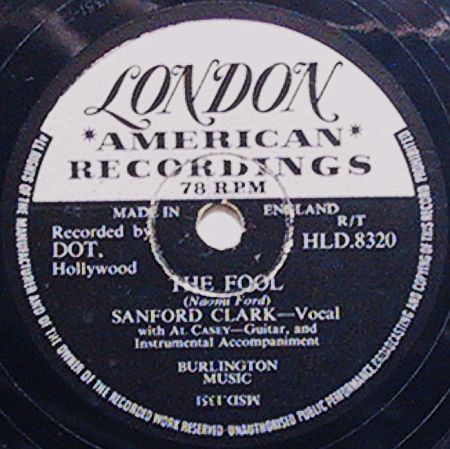 LONDON
*AMERICAN*
RECORDINGS
78 RPM
MADE IN ENGLAND
R/T
Recorded by
DOT.
Hollywood
HLD.8320
THE FOOL
(Naomi Ford)
SANFORD CLARK—Vocal
with AL CASEY—Guitar, and
Instrumental Accompaniment
BURLINGTON
MUSIC
MSD.1351
ALL RIGHTS OF THE MANUFACTURER AND OF THE OWNER OF THE RECORDED WORK RESERVED·UNAUTHORISED PUBLIC PERFORMANCE, BROADCASTING AND COPYING OF THIS RECORD PROHIBITED